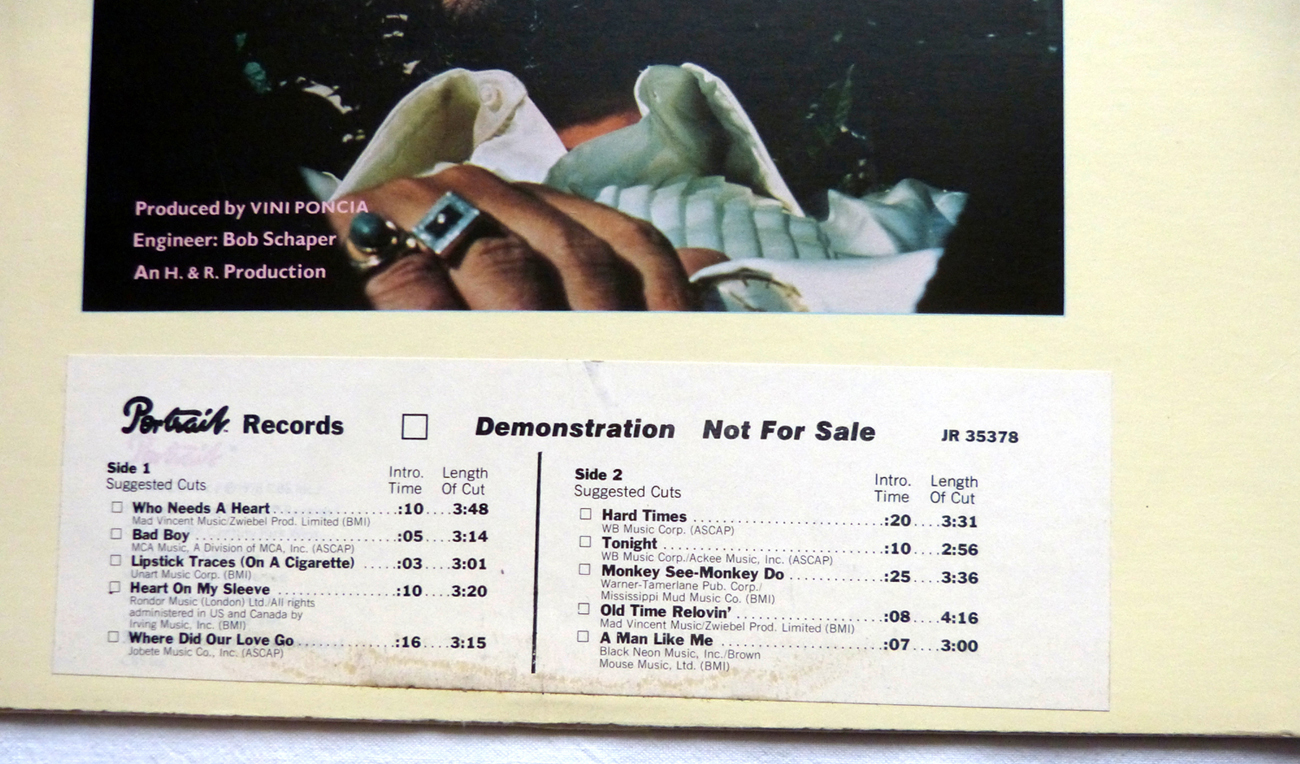 Produced by VINI PONCIA
Engineer: Bob Schaper
An H. & R. Production
Portrait Records Demonstration Not For Sale JR 35378
Side 1
Suggested Cuts
Intro. Time
Length Of Cut
Who Needs A Heart :10 3:48
Mad Vincent Music/Zwiebel Prod. Limited (BMI)
Bad Boy :05 3:14
MCA Music, A Division of MCA, Inc. (ASCAP)
Lipstick Traces (On A Cigarette) :03 3:01
Unart Music Corp. (BMI)
Heart On My Sleeve :10 3:20
Rondor Music (London) Ltd./All rights
administered in US and Canada by
Irving Music, Inc. (BMI)
Where Did Our Love Go :16 3:15
Jobete Music Co., Inc. (ASCAP)
Side 2
Suggested Cuts
Intro. Time
Length Of Cut
Hard Times :20 3:31
WB Music Corp. (ASCAP)
Tonight :10 2:56
WB Music Corp./Ackee Music, Inc. (ASCAP)
Monkey See-Monkey Do :25 3:36
Warner-Tamerlane Pub. Corp./
Mississippi Mud Music Co. (BMI)
Old Time Relovin' :08 4:16
Mad Vincent Music/Zwiebel Prod. Limited (BMI)
A Man Like Me :07 3:00
Black Neon Music, Inc./Brown
Mouse Music, Ltd. (BMI)